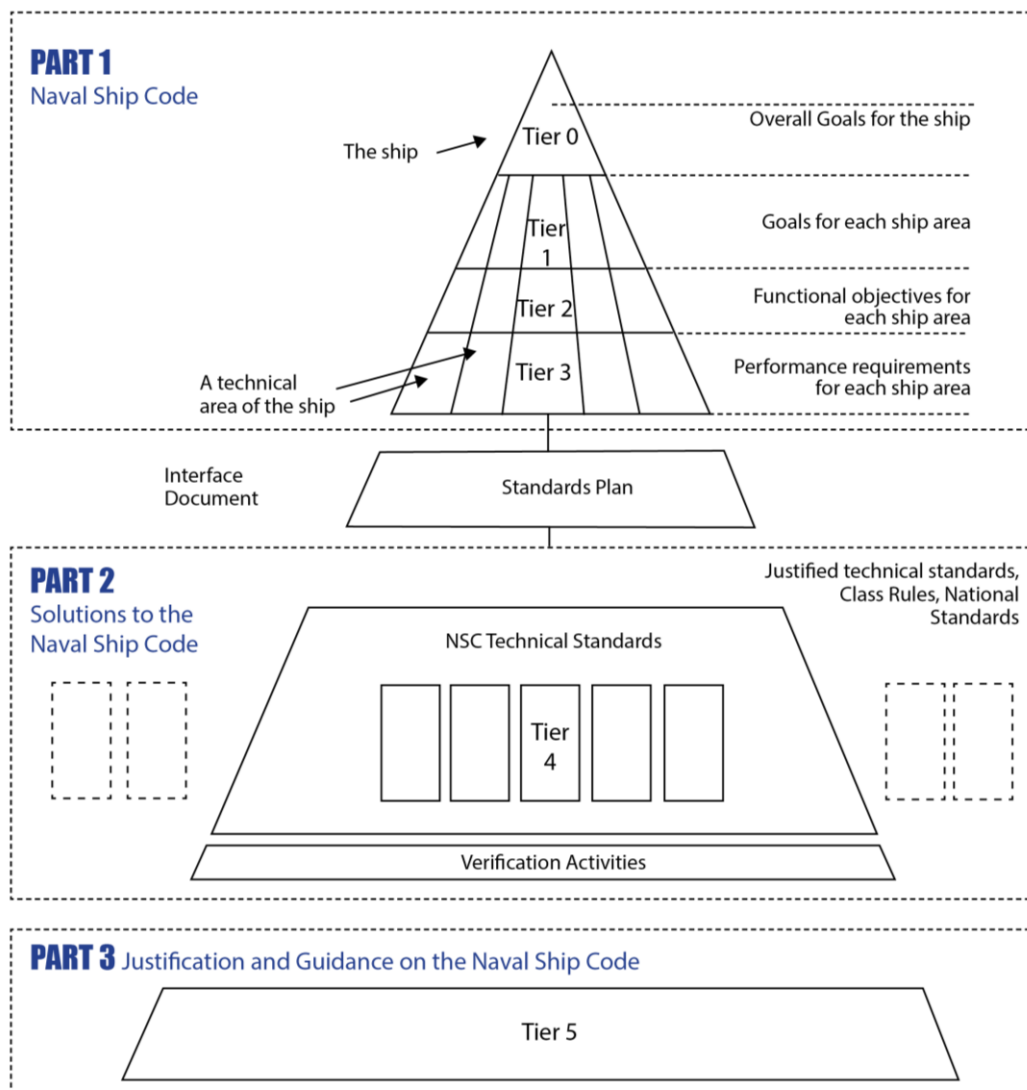 PART 1
Naval Ship Code
The ship
Tier 0
Overall Goals for the ship
Tier
1
Goals for each ship area
Tier 2
Functional objectives for
each ship area
A technical
area of the ship
Tier 3
Performance requirements
for each ship area
Interface
Document
Standards Plan
PART 2
Solutions to the
Naval Ship Code
Justified technical standards,
Class Rules, National
Standards
NSC Technical Standards
Tier
4
Verification Activities
PART 3 Justification and Guidance on the Naval Ship Code
Tier 5